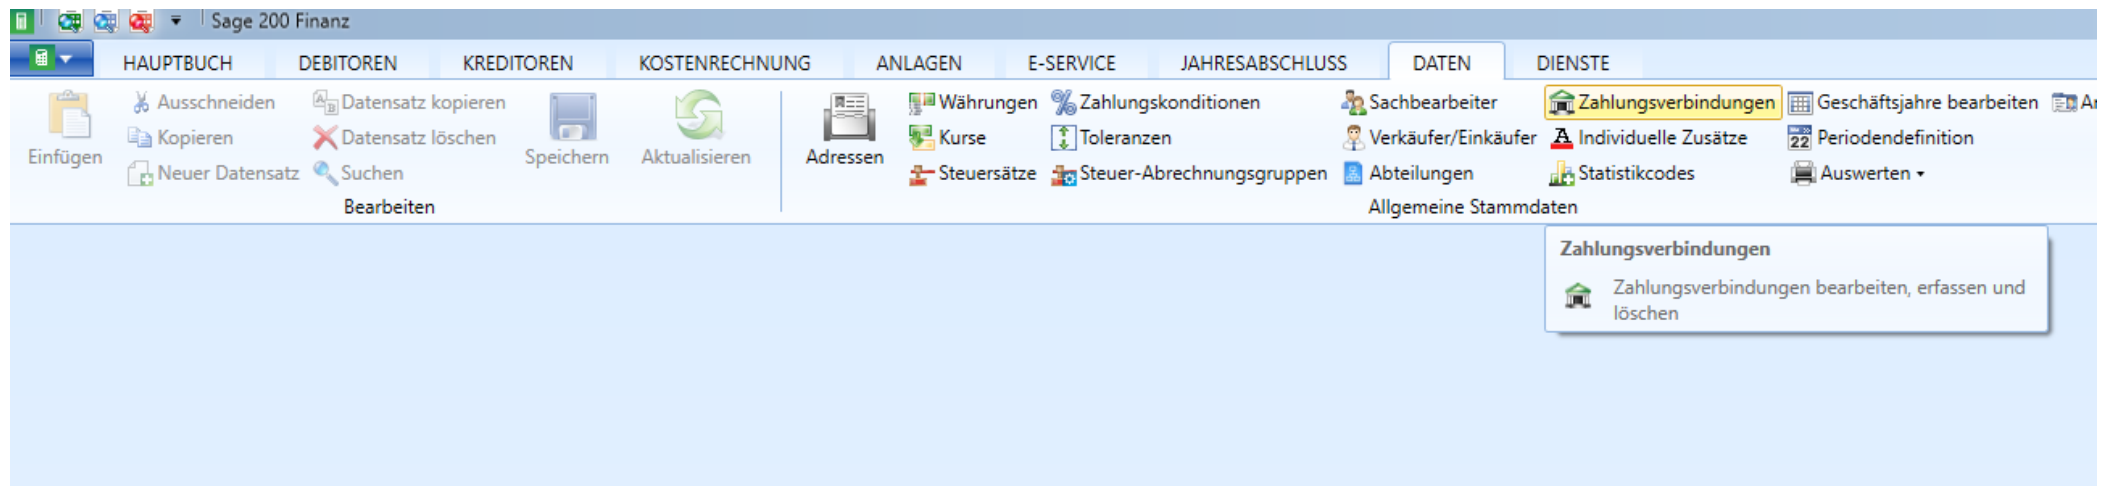 Sage 200 Finanz
HAUPTBUCH DEBITOREN KREDITOREN KOSTENRECHNUNG ANLAGEN E-SERVICE JAHRESABSCHLUSS DATEN DIENSTE
Einfügen
Ausschneiden
Kopieren
Neuer Datensatz
Datensatz kopieren
Datensatz löschen
Suchen
Speichern
Aktualisieren
Bearbeiten
Adressen
Währungen
Kurse
Steuersätze
Zahlungskonditionen
Toleranzen
Steuer-Abrechnungsgruppen
Sachbearbeiter
Verkäufer/Einkäufer
Abteilungen
Zahlungsverbindungen
Individuelle Zusätze
Statistikcodes
Geschäftsjahre bearbeiten
Periodendefinition
Auswerten
Allgemeine Stammdaten
Zahlungsverbindungen
Zahlungsverbindungen bearbeiten, erfassen und
löschen